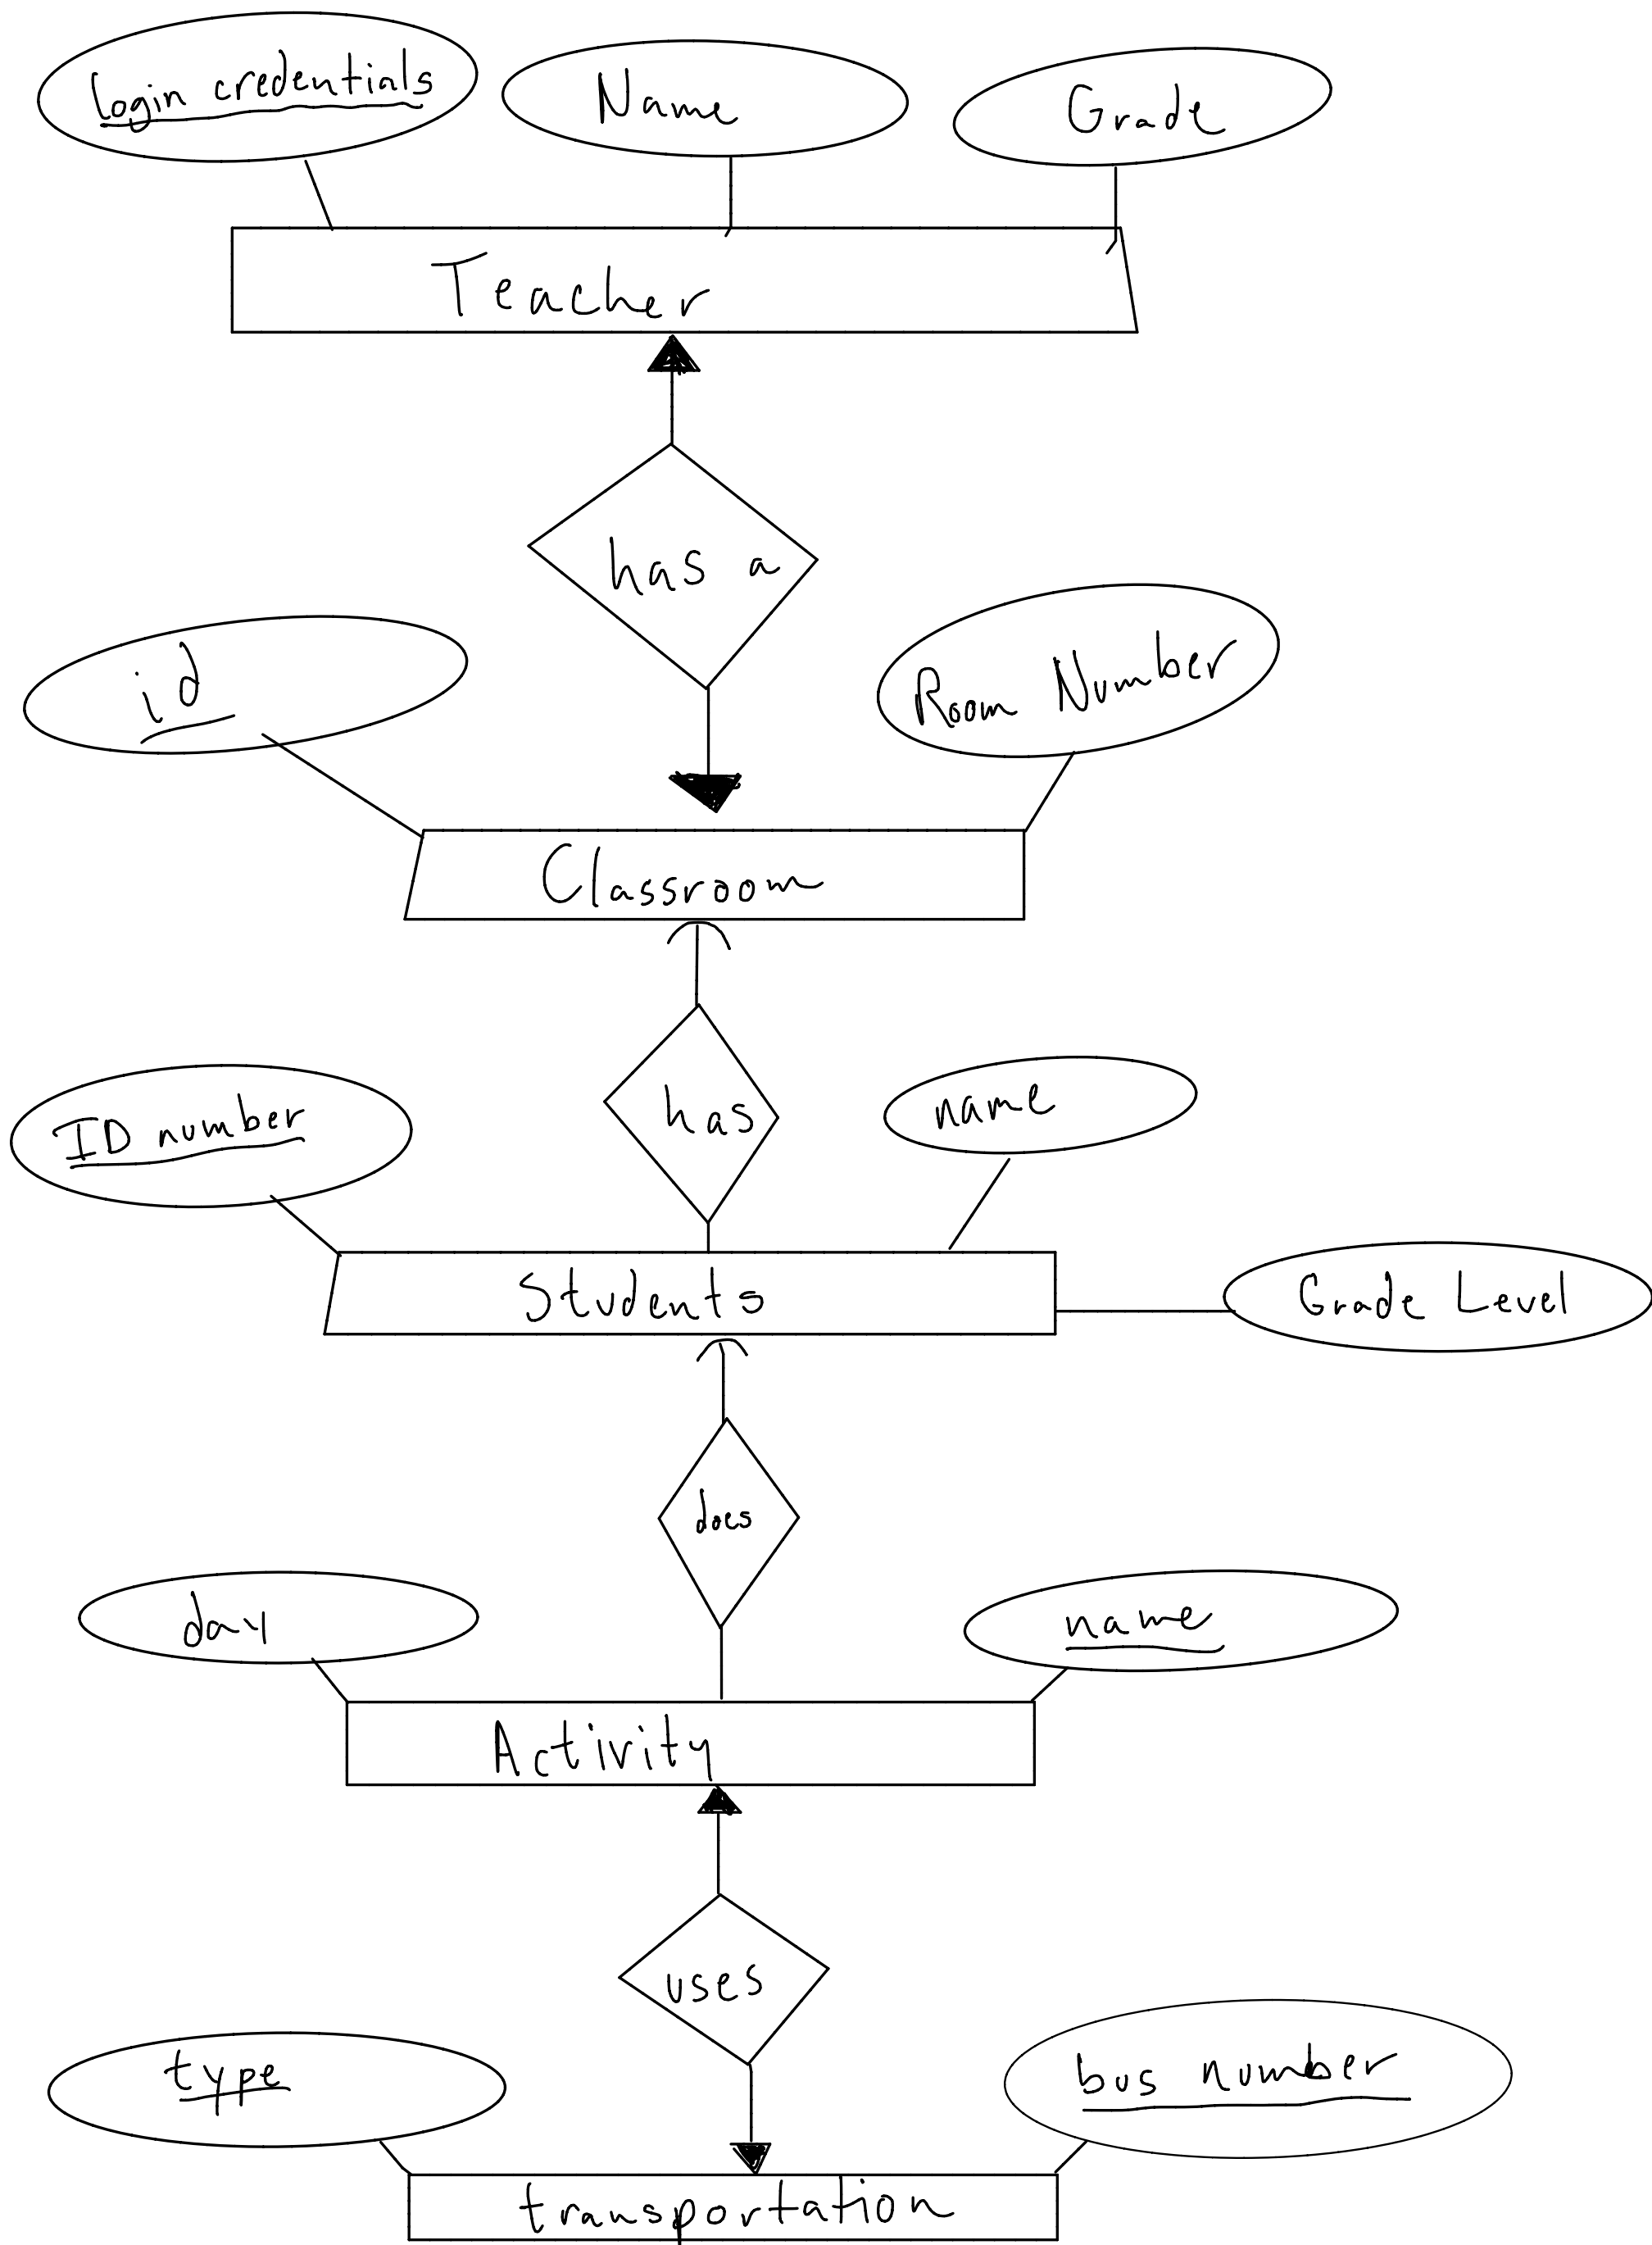 login credentials
Name
Grade
Teacher
has a
id
Room Number
Classroom
has
ID number
name
Students
Grade Level
does
day
name
Activity
uses
type
bus number
transportation